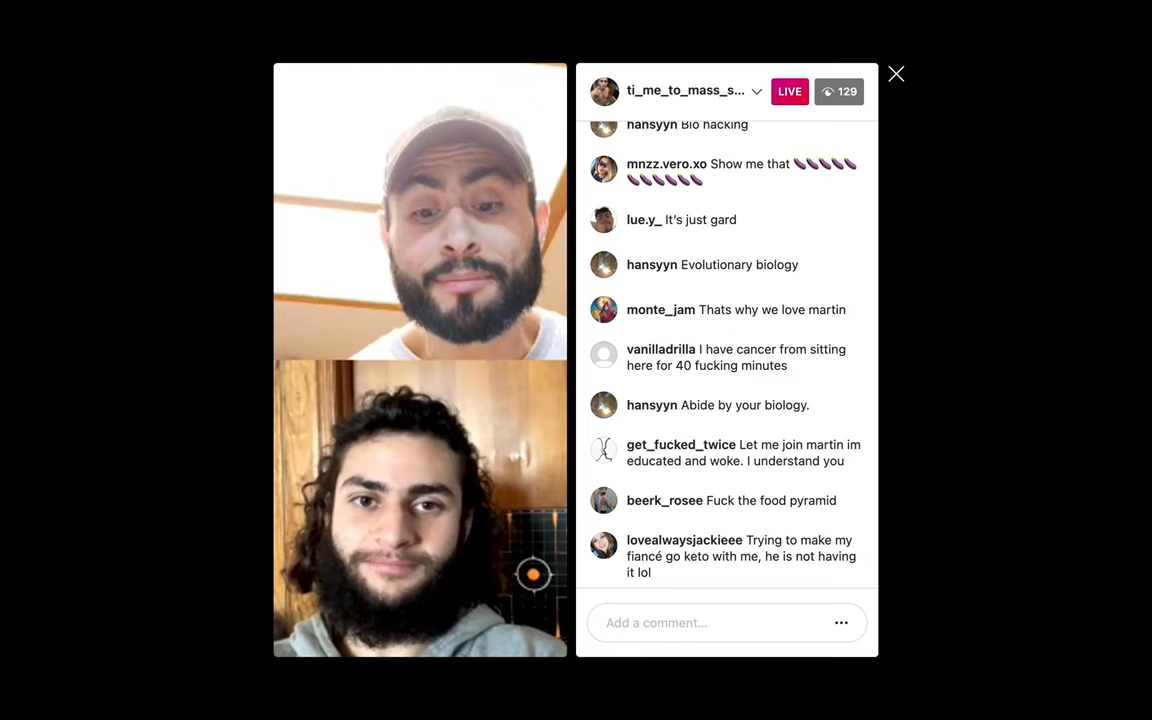 ti_me_to_mass_s...
LIVE
129
hansyyn Bio hacking
mnzz.vero.xo Show me that 🍆🍆🍆🍆🍆
🍆🍆🍆🍆🍆🍆
lue.y_ It’s just gard
hansyyn Evolutionary biology
monte_jam Thats why we love martin
vanilladrilla I have cancer from sitting
here for 40 fucking minutes
hansyyn Abide by your biology.
get_fucked_twice Let me join martin im
educated and woke. I understand you
beerk_rosee Fuck the food pyramid
lovealwaysjackieee Trying to make my
fiancé go keto with me, he is not having
it lol
Add a comment...